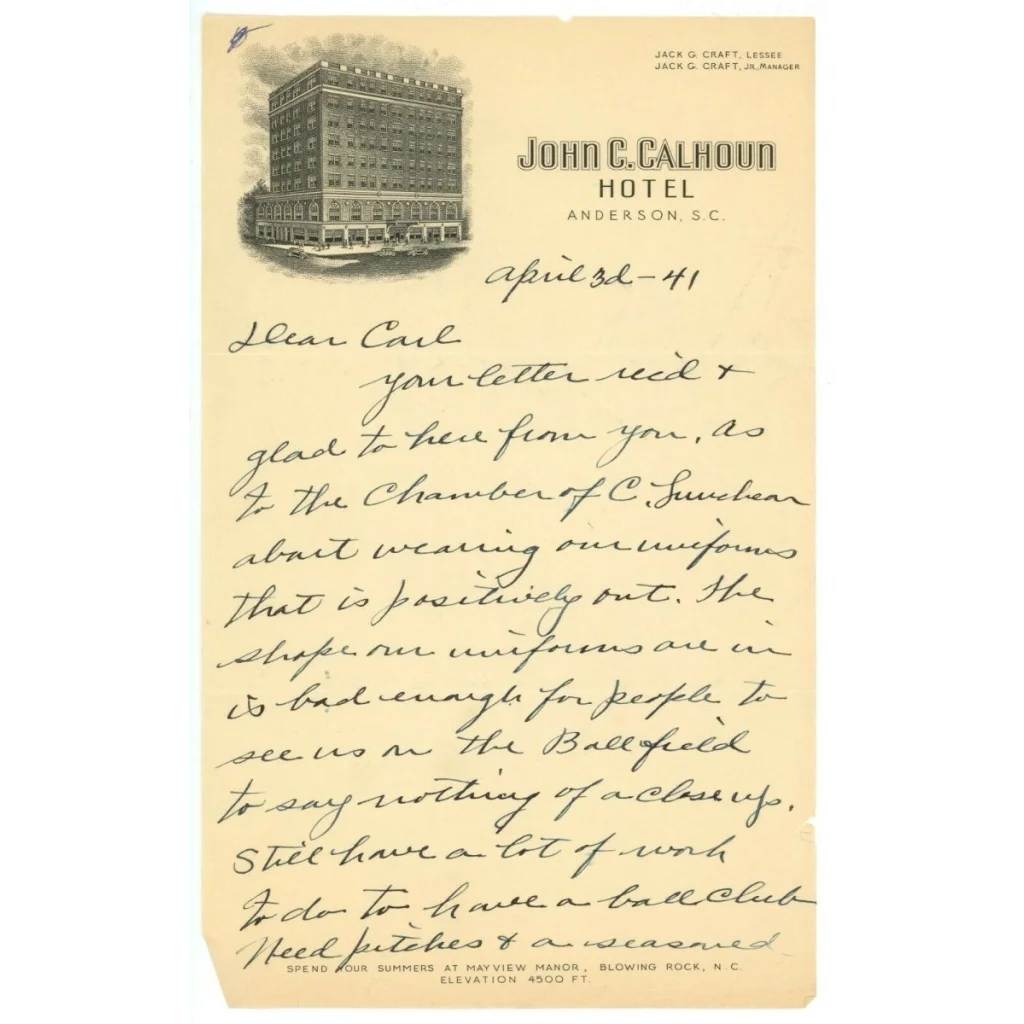 JACK G. CRAFT, LESSEE
JACK G. CRAFT, JR. MANAGER
JOHN C. CALHOUN
HOTEL
ANDERSON, S.C.
april 3d - 41
Dear Carl
your letter recd +
glad to here from you, as
to the Chamber of C. Luncheon
about wearing our uniforms
that is positively out. The
shape our uniforms are in
is bad enough for people to
see us on the Ball field
to say nothing of a close up.
Still have a lot of work
to do to have a ball club
Need pitches & a seasoned
SPEND YOUR SUMMERS AT MAYVIEW MANOR, BLOWING ROCK, N.C.
ELEVATION 4500 FT.